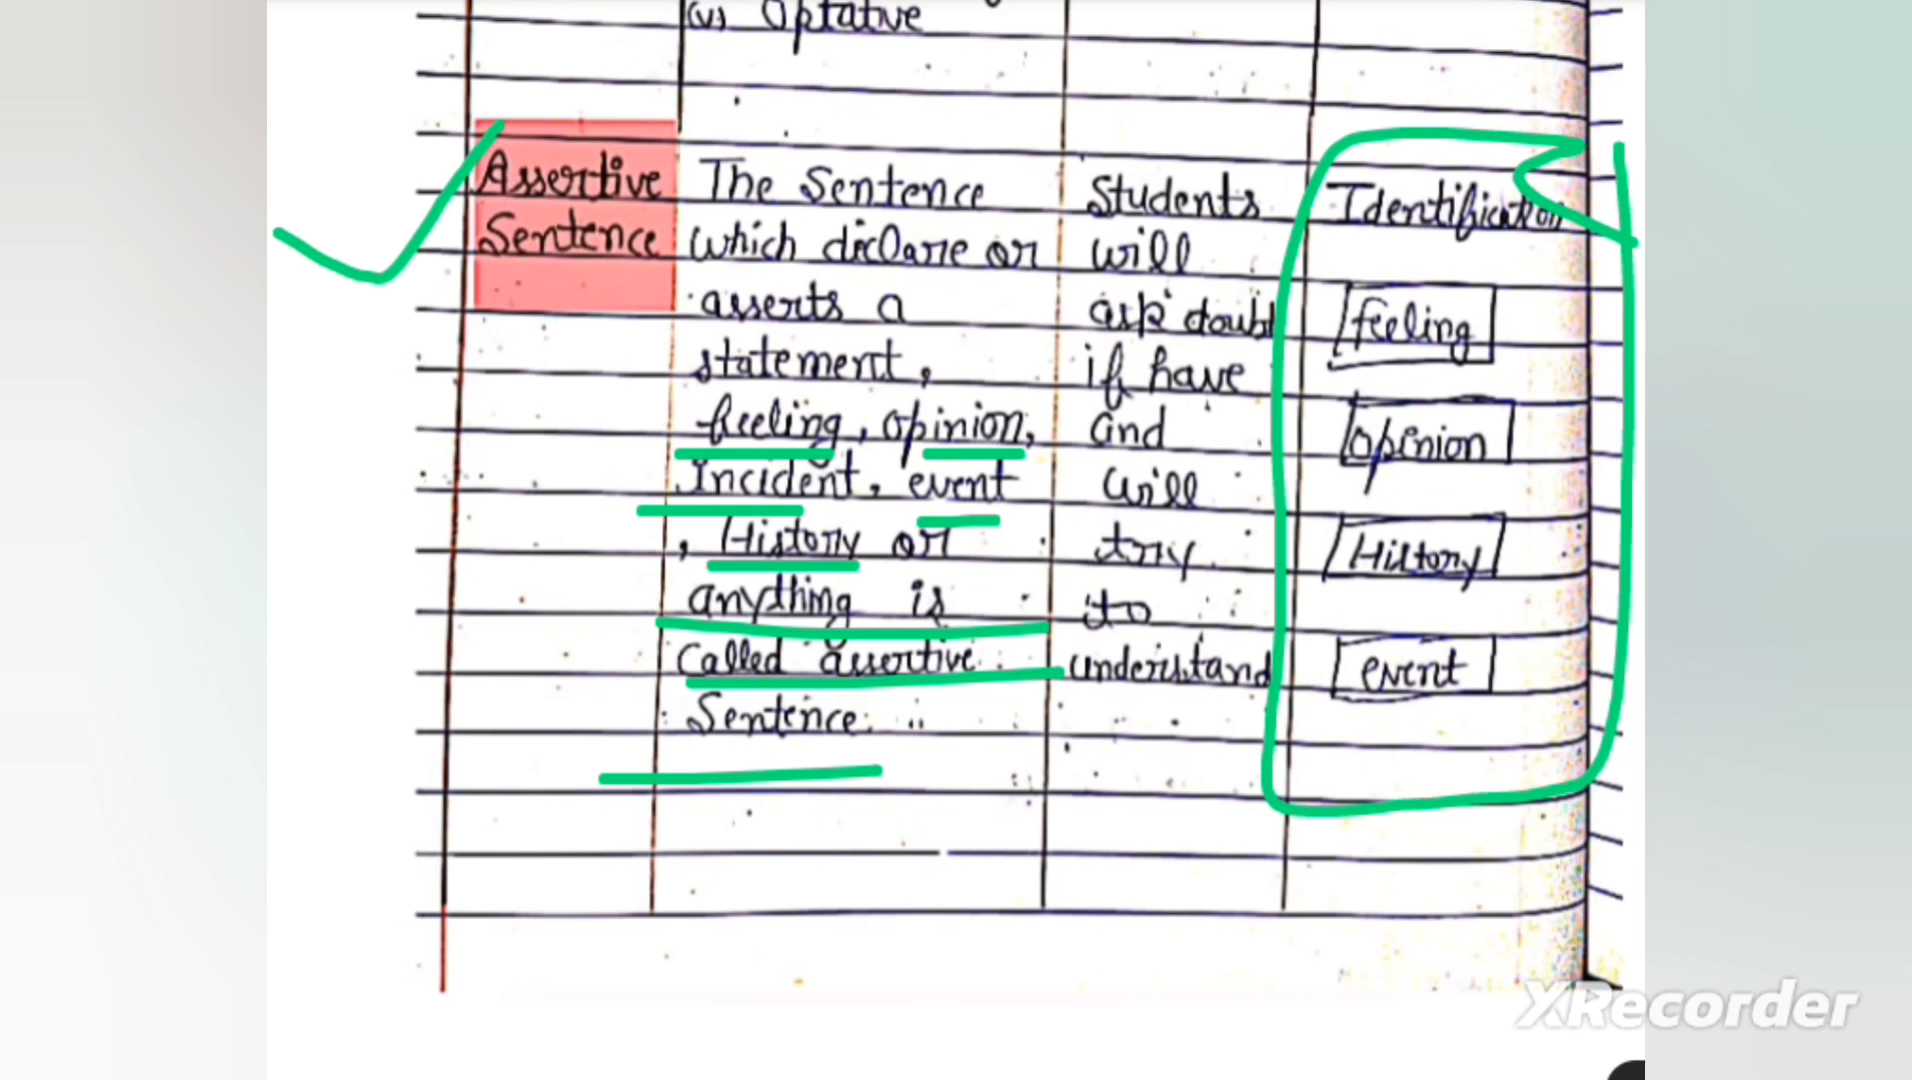 (v) Optative
Assertive
Sentence
The Sentence
which diclare or
asserts a
statement,
feeling, opinion,
Incident, event
, History or
anything is
Called assertive
Sentence.
Students
will
ask doubt
if have
and
will
try
to
understand
Identification
feeling
opinion
History
event
XRecorder